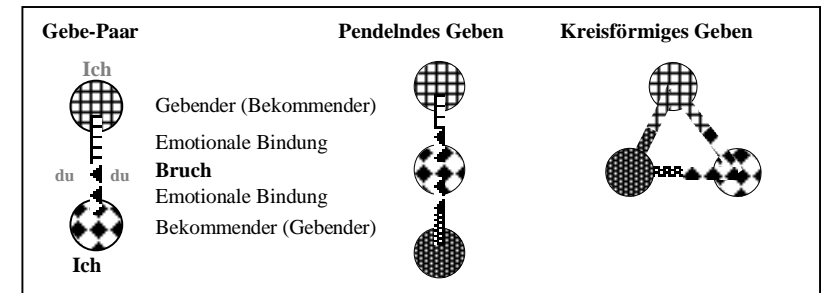 Gebe-Paar Pendelndes Geben Kreisförmiges Geben
Ich
Gebender (Bekommender)
Emotionale Bindung
du du Bruch
Emotionale Bindung
Bekommender (Gebender)
Ich